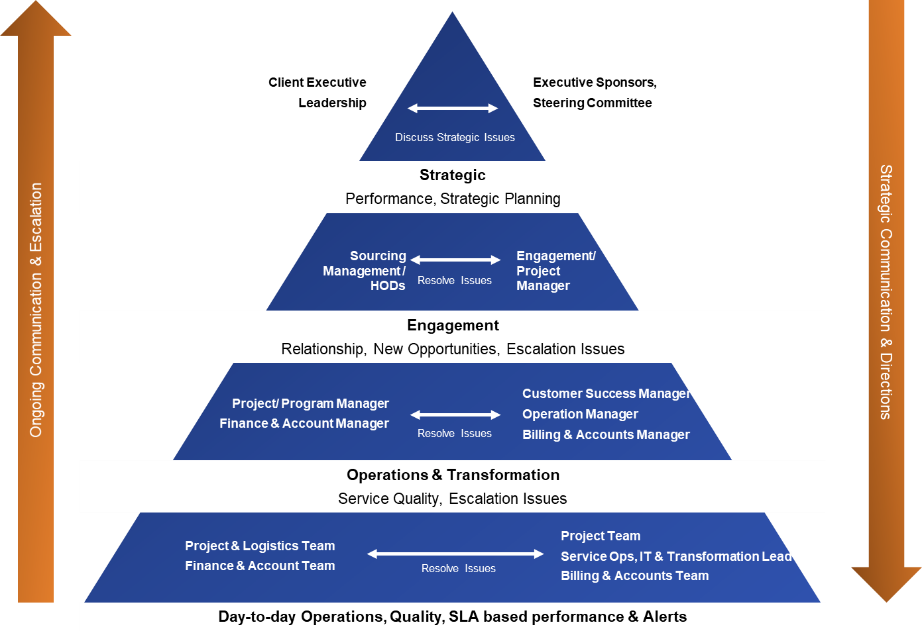 Client Executive
Leadership
Executive Sponsors,
Steering Committee
Discuss Strategic Issues
Strategic
Performance, Strategic Planning
Sourcing
Management/
HODs
Resolve Issues
Engagement/
Project
Manager
Engagement
Relationship, New Opportunities, Escalation Issues
Project/ Program Manager
Finance & Account Manager
Resolve Issues
Customer Success Manager
Operation Manager
Billing & Accounts Manager
Operations & Transformation
Service Quality, Escalation Issues
Project & Logistics Team
Finance & Account Team
Resolve Issues
Project Team
Service Ops, IT & Transformation Lead
Billing & Accounts Team
Day-to-day Operations, Quality, SLA based performance & Alerts
Ongoing Communication & Escalation
Strategic Communication & Directions